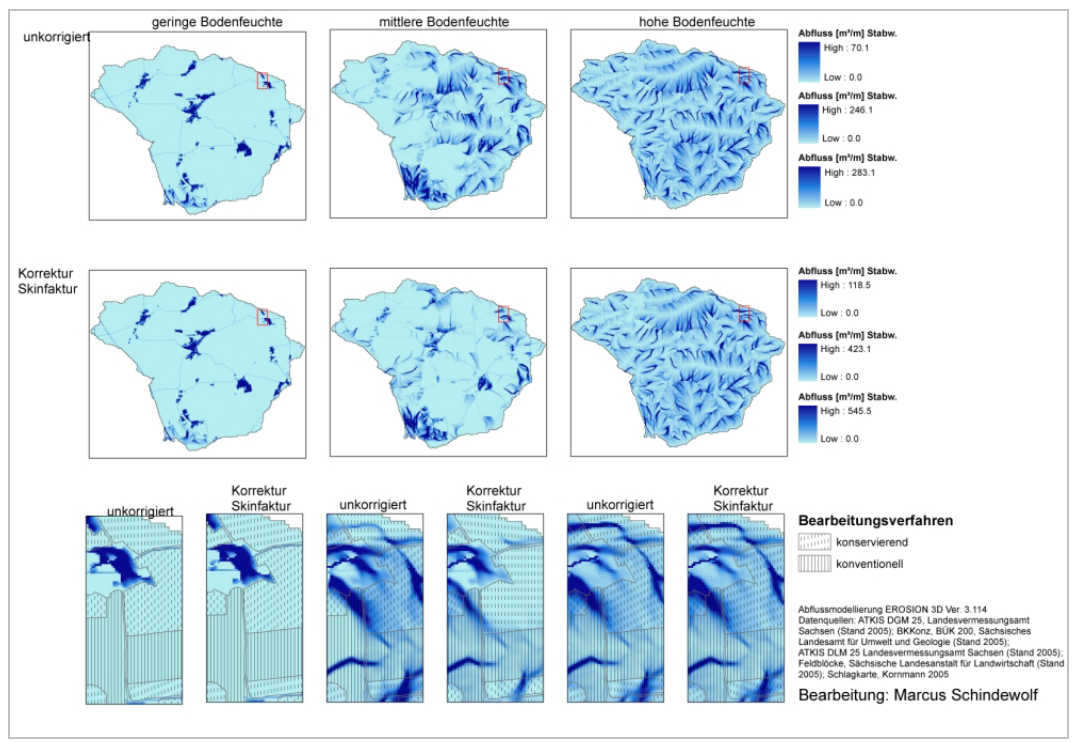 geringe Bodenfeuchte
mittlere Bodenfeuchte
hohe Bodenfeuchte
unkorrigiert
Abfluss [m³/m] Stabw.
High : 70.1
Low : 0.0
Abfluss [m³/m] Stabw.
High : 246.1
Low : 0.0
Abfluss [m³/m] Stabw.
High : 283.1
Low : 0.0
Korrektur
Skinfaktur
Abfluss [m³/m] Stabw.
High : 118.5
Low : 0.0
Abfluss [m³/m] Stabw.
High : 423.1
Low : 0.0
Abfluss [m³/m] Stabw.
High : 545.5
Low : 0.0
unkorrigiert
Korrektur
Skinfaktur
unkorrigiert
Korrektur
Skinfaktur
unkorrigiert
Korrektur
Skinfaktur
Bearbeitungsverfahren
konservierend
konventionell
Abflussmodellierung EROSION 3D Ver. 3.114
Datenquellen: ATKIS DGM 25, Landesvermessungsamt
Sachsen (Stand 2005); BKKonz, BÜK 200, Sächsisches
Landesamt für Umwelt und Geologie (Stand 2005);
ATKIS DLM 25 Landesvermessungsamt Sachsen (Stand 2005);
Feldblöcke, Sächsische Landesanstalt für Landwirtschaft (Stand
2005); Schlagkarte, Kornmann 2005
Bearbeitung: Marcus Schindewolf